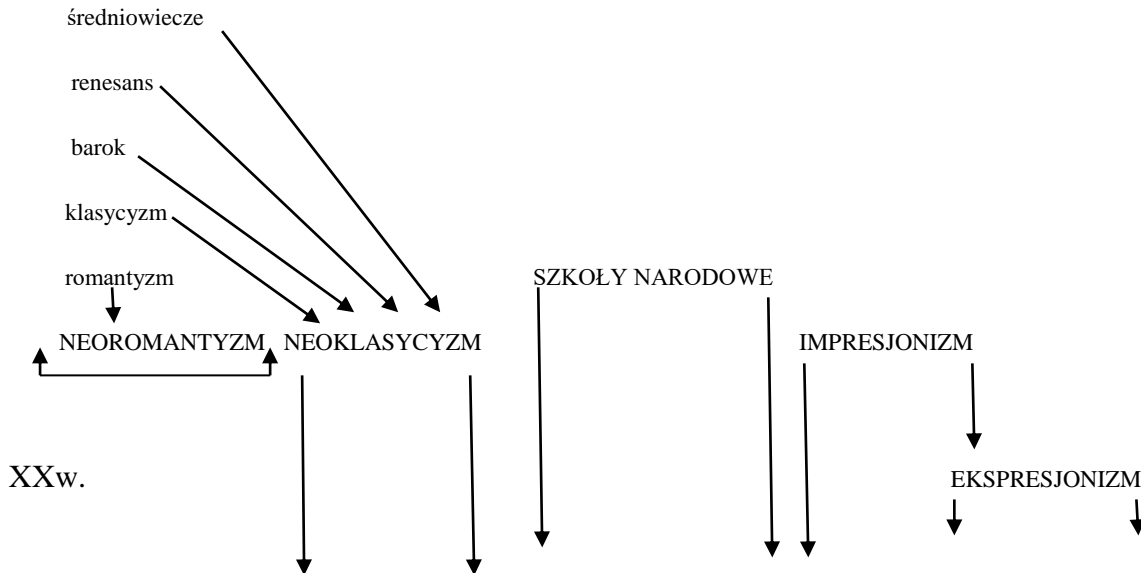 średniowiecze
renesans
barok
klasycyzm
romantyzm
SZKOŁY NARODOWE
NEOROMANTYZM NEOKLASYCYZM
IMPRESJONIZM
XXw.
EKSPRESJONIZM